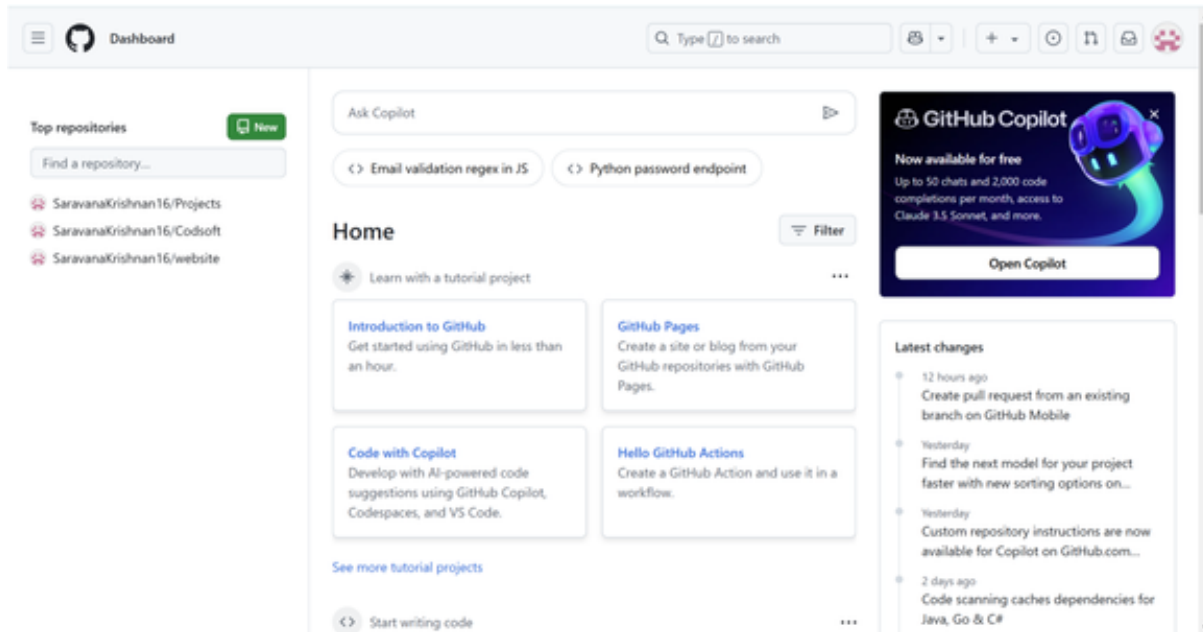 Dashboard
Type / to search
Top repositories
New
Find a repository...
SaravanaKrishnan16/Projects
SaravanaKrishnan16/Codsoft
SaravanaKrishnan16/website
Ask Copilot
<> Email validation regex in JS
<> Python password endpoint
Home
Filter
Learn with a tutorial project
Introduction to GitHub
Get started using GitHub in less than
an hour.
GitHub Pages
Create a site or blog from your
GitHub repositories with GitHub
Pages.
Code with Copilot
Develop with AI-powered code
suggestions using GitHub Copilot,
Codespaces, and VS Code.
Hello GitHub Actions
Create a GitHub Action and use it in a
workflow.
See more tutorial projects
<> Start writing code
GitHub Copilot
Now available for free
Up to 50 chats and 2,000 code
completions per month, access to
Claude 3.5 Sonnet, and more.
Open Copilot
Latest changes
12 hours ago
Create pull request from an existing
branch on GitHub Mobile
Yesterday
Find the next model for your project
faster with new sorting options on...
Yesterday
Custom repository instructions are now
available for Copilot on GitHub.com...
2 days ago
Code scanning caches dependencies for
Java, Go & C#